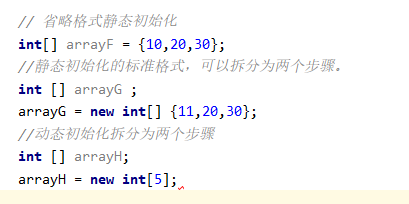 // 省略格式静态初始化
int[] arrayF = {10,20,30};
//静态初始化的标准格式，可以拆分为两个步骤。
int [] arrayG ;
arrayG = new int[] {11,20,30};
//动态初始化拆分为两个步骤
int [] arrayH;
arrayH = new int[5];